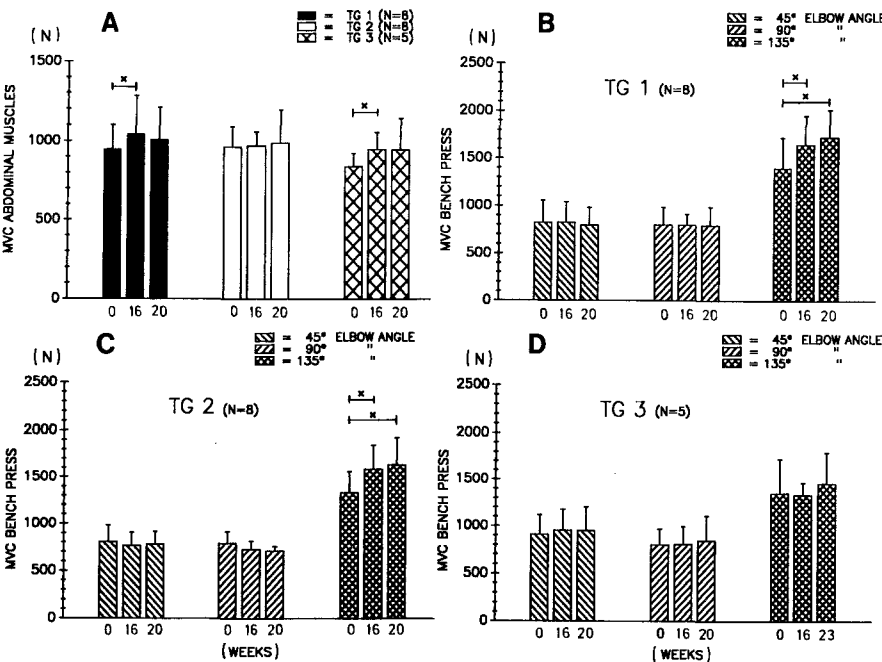 A
(N)
= TG 1 (N=8)
= TG 2 (N=8)
= TG 3 (N=5)
MVC ABDOMINAL MUSCLES
1500
1000
500
0
x
x
0 16 20
0 16 20
0 16 20
B
(N)
= 45° ELBOW ANGLE
= 90° "
= 135° "
TG 1 (N=8)
MVC BENCH PRESS
2500
2000
1500
1000
500
0
x
x
0 16 20
0 16 20
0 16 20
C
(N)
= 45° ELBOW ANGLE
= 90° "
= 135° "
TG 2 (N=8)
MVC BENCH PRESS
2500
2000
1500
1000
500
0
x
x
0 16 20
0 16 20
0 16 20
(WEEKS)
D
(N)
= 45° ELBOW ANGLE
= 90° "
= 135° "
TG 3 (N=5)
MVC BENCH PRESS
2500
2000
1500
1000
500
0
0 16 20
0 16 20
0 16 23
(WEEKS)